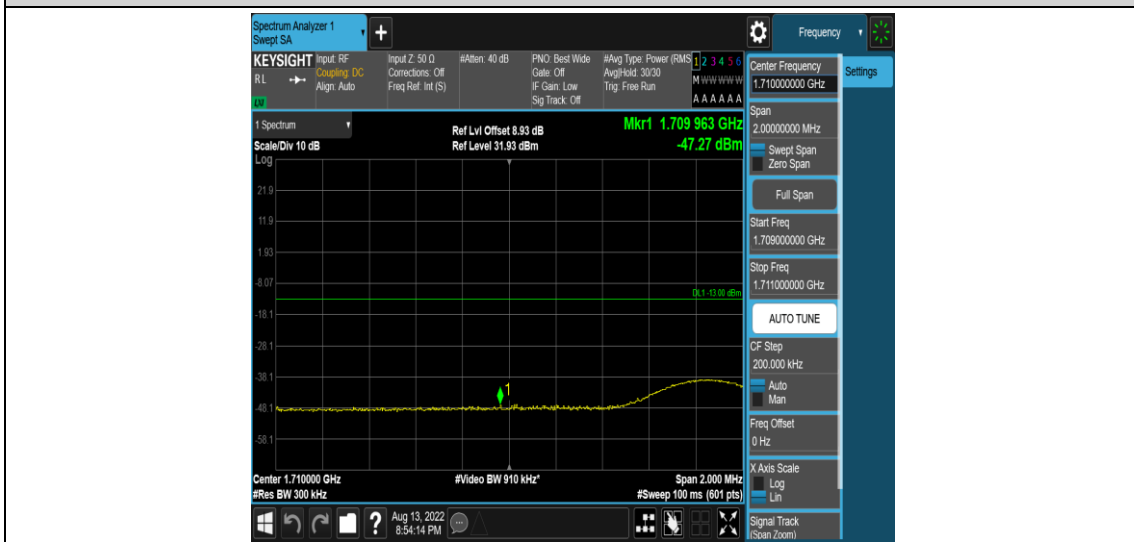 Spectrum Analyzer 1
Swept SA
+
Frequency
KEYSIGHT
R L
LXI
Input: RF
Coupling: DC
Align: Auto
Input Z: 50 Ω
Corrections: Off
Freq Ref: Int (S)
#Atten: 40 dB
PNO: Best Wide
Gate: Off
IF Gain: Low
Sig Track: Off
#Avg Type: Power (RMS
Avg|Hold: 30/30
Trig: Free Run
1 2 3 4 5 6
M W W W W W
A A A A A A
1 Spectrum
Scale/Div 10 dB
Log
Ref Lvl Offset 8.93 dB
Ref Level 31.93 dBm
Mkr1 1.709 963 GHz
-47.27 dBm
21.9
11.9
1.93
-8.07
DL1 -13.00 dBm
-18.1
-28.1
-38.1
1
-48.1
-58.1
Center 1.710000 GHz
#Video BW 910 kHz*
Span 2.000 MHz
#Res BW 300 kHz
#Sweep 100 ms (601 pts)
?
Aug 13, 2022
8:54:14 PM
Center Frequency
1.710000000 GHz
Settings
Span
2.00000000 MHz
Swept Span
Zero Span
Full Span
Start Freq
1.709000000 GHz
Stop Freq
1.711000000 GHz
AUTO TUNE
CF Step
200.000 kHz
Auto
Man
Freq Offset
0 Hz
X Axis Scale
Log
Lin
Signal Track
(Span Zoom)